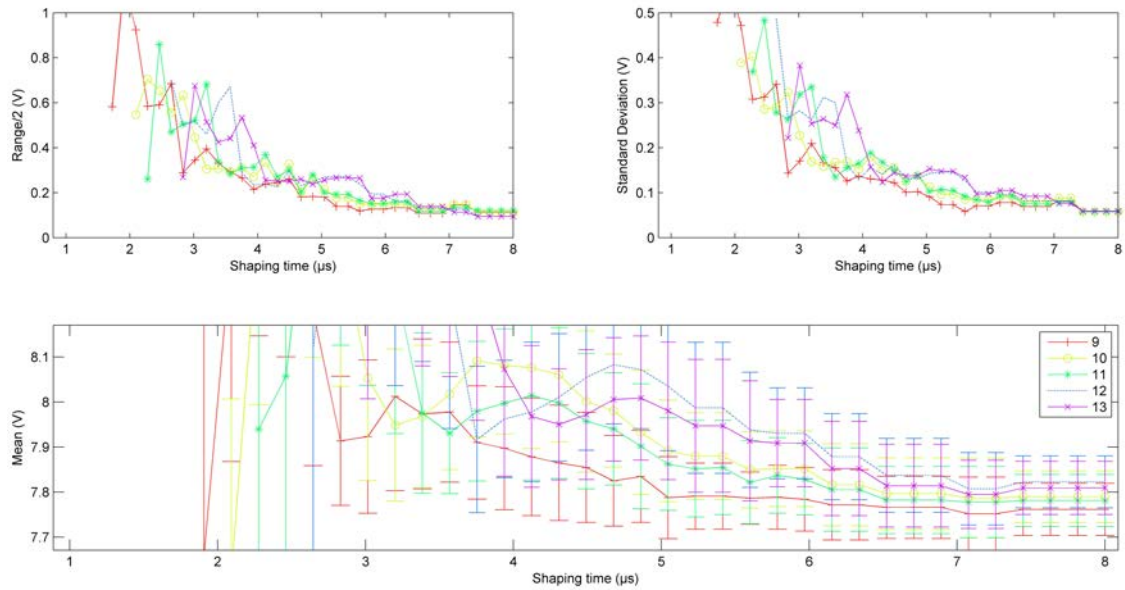 1
0.8
0.6
0.4
0.2
0
Range/2 (V)
1 2 3 4 5 6 7 8
Shaping time (µs)
0.5
0.4
0.3
0.2
0.1
0
Standard Deviation (V)
1 2 3 4 5 6 7 8
Shaping time (µs)
8.1
8
7.9
7.8
7.7
Mean (V)
1 2 3 4 5 6 7 8
Shaping time (µs)
9
10
11
12
13